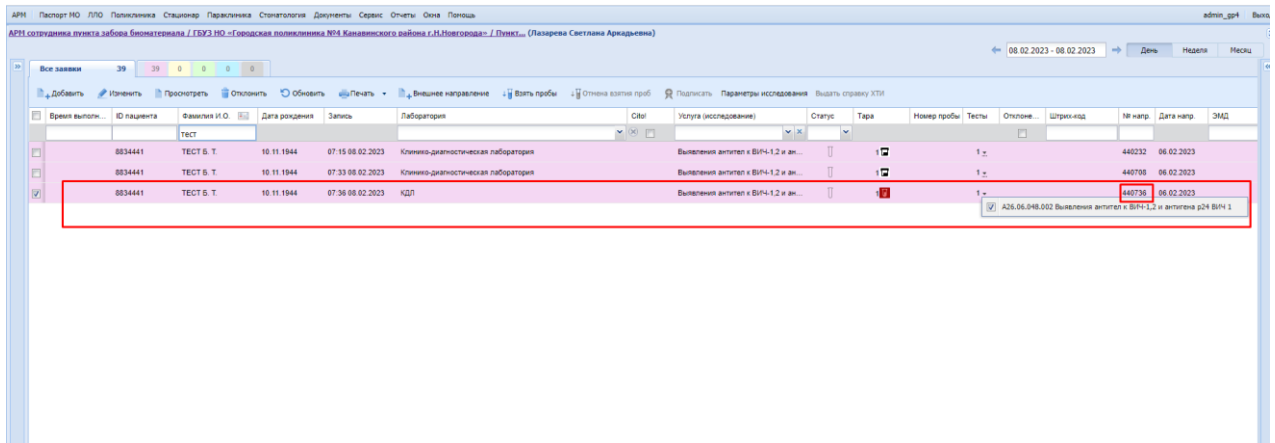 АРМ Паспорт МО ЛЛО Поликлиника Стационар Параклиника Стоматология Документы Сервис Отчеты Окна Помощь admin_gp4
АРМ сотрудника пункта забора биоматериала / ГБУЗ НО «Городская поликлиника №4 Канавинского района г.Н.Новгорода» / Пункт... (Лазарева Светлана Аркадьевна)
08.02.2023 - 08.02.2023 День Неделя Месяц
Все заявки 39 39 0 0 0 0
Добавить Изменить Просмотреть Отклонить Обновить Печать Внешнее направление Взять пробы Отмена взятия проб Подписать Параметры исследования Выдать справку ХТИ
Время выполн... ID пациента Фамилия И.О. Дата рождения Запись Лаборатория Cito! Услуга (исследование) Статус Тара Номер пробы Тесты Отклоне... Штрих-код № напр. Дата напр. ЭМД
тест
8834441 ТЕСТ Б. Т. 10.11.1944 07:15 08.02.2023 Клинико-диагностическая лаборатория Выявления антител к ВИЧ-1,2 и ан... 1 1 440232 06.02.2023
8834441 ТЕСТ Б. Т. 10.11.1944 07:33 08.02.2023 Клинико-диагностическая лаборатория Выявления антител к ВИЧ-1,2 и ан... 1 1 440708 06.02.2023
8834441 ТЕСТ Б. Т. 10.11.1944 07:36 08.02.2023 КДЛ Выявления антител к ВИЧ-1,2 и ан... 1 1 440736 06.02.2023
A26.06.048.002 Выявления антител к ВИЧ-1,2 и антигена p24 ВИЧ 1